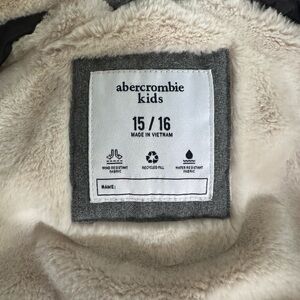 abercrombie
kids
15 / 16
MADE IN VIETNAM
WIND RESISTANT
FABRIC
RECYCLED FILL
WATER RESISTANT
FABRIC
NAME: